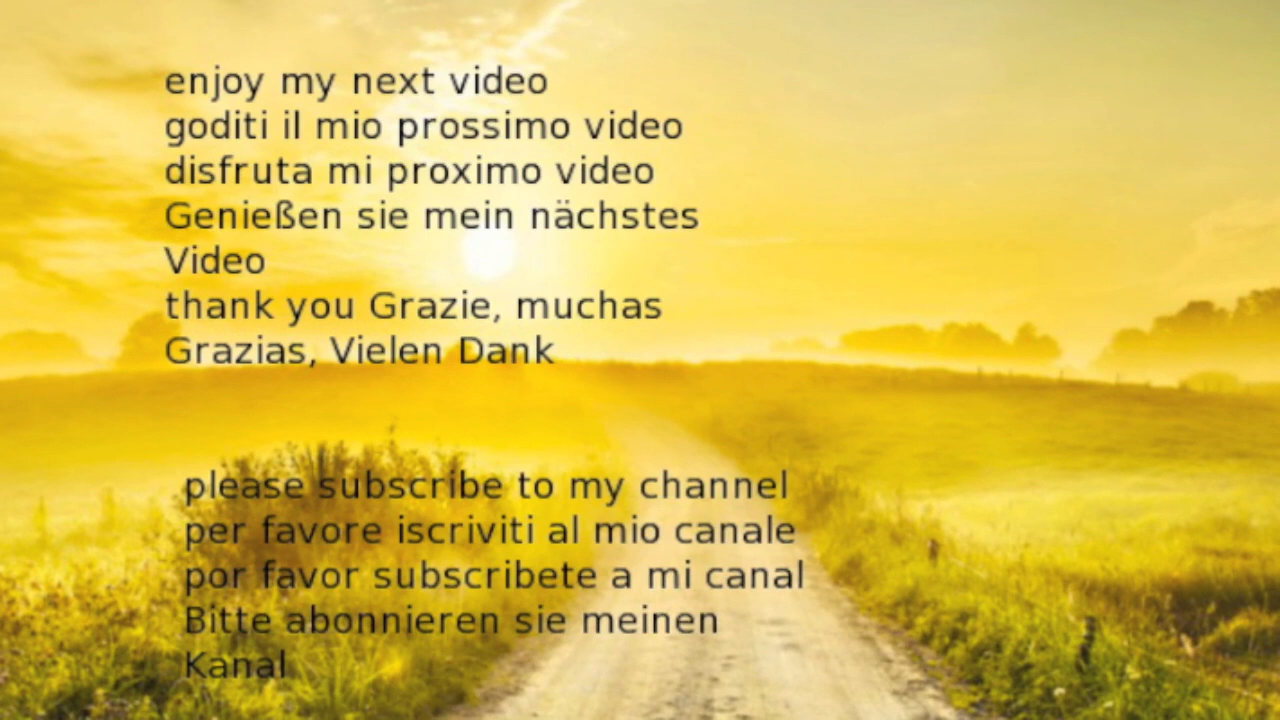 enjoy my next video
goditi il mio prossimo video
disfruta mi proximo video
Genießen sie mein nächstes
Video
thank you Grazie, muchas
Grazias, Vielen Dank
please subscribe to my channel
per favore iscriviti al mio canale
por favor subscribete a mi canal
Bitte abonnieren sie meinen
Kanal